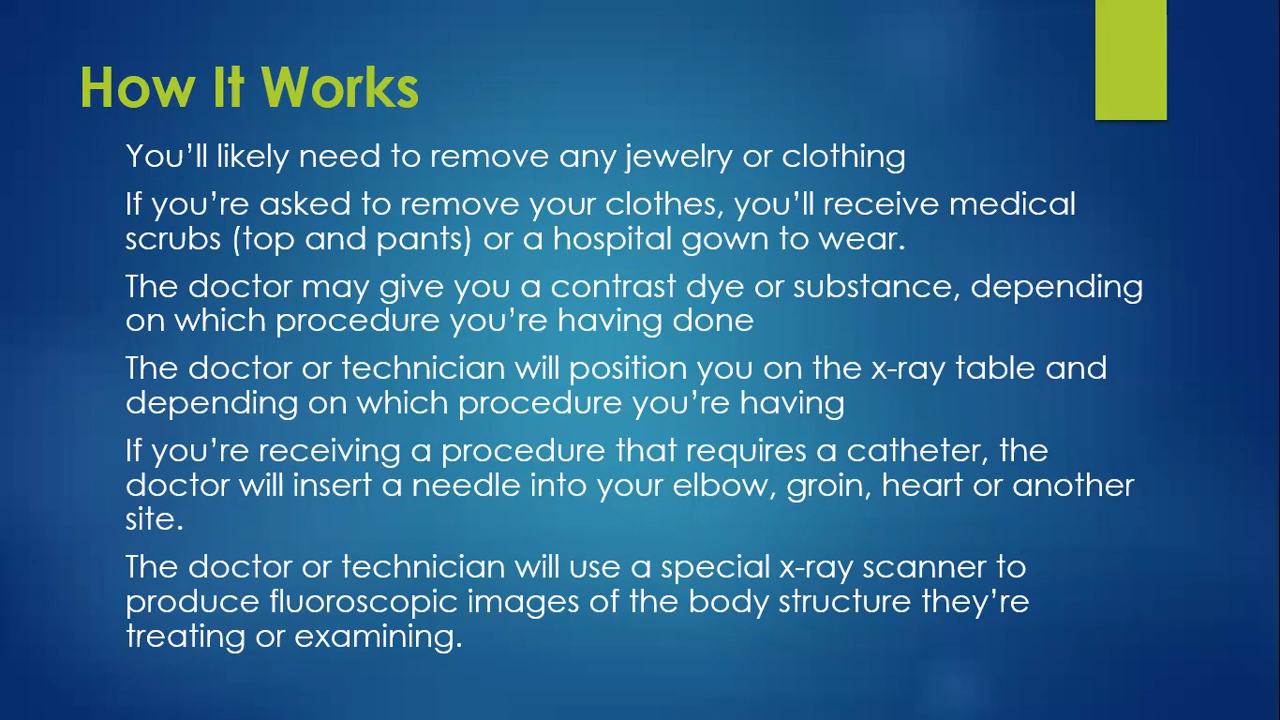 How It Works
You’ll likely need to remove any jewelry or clothing
If you’re asked to remove your clothes, you’ll receive medical
scrubs (top and pants) or a hospital gown to wear.
The doctor may give you a contrast dye or substance, depending
on which procedure you’re having done
The doctor or technician will position you on the x-ray table and
depending on which procedure you’re having
If you’re receiving a procedure that requires a catheter, the
doctor will insert a needle into your elbow, groin, heart or another
site.
The doctor or technician will use a special x-ray scanner to
produce fluoroscopic images of the body structure they’re
treating or examining.